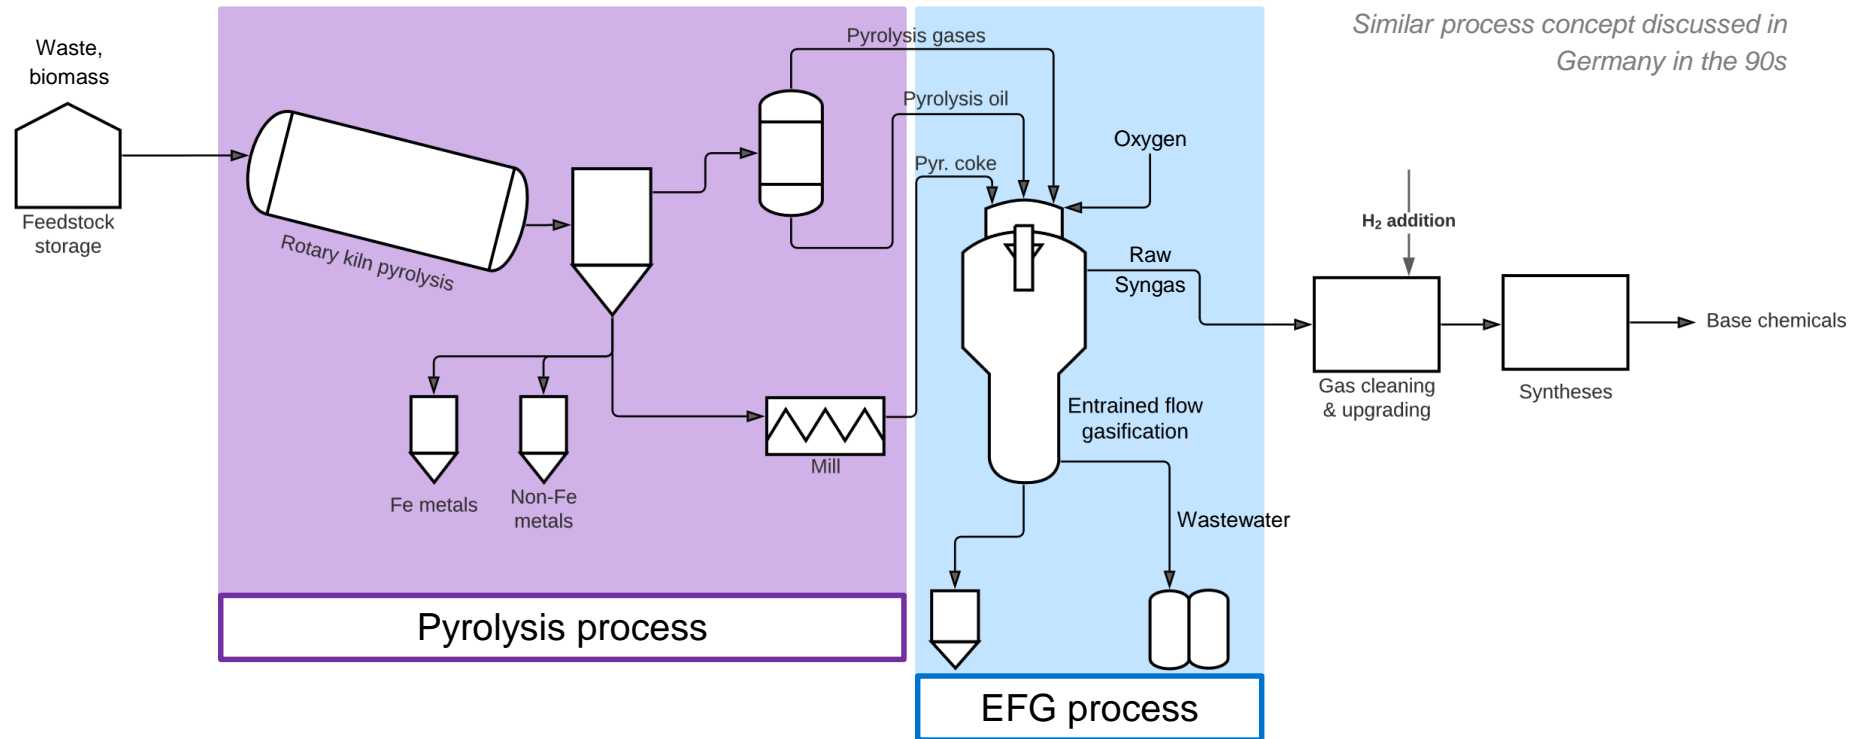 Similar process concept discussed in
Germany in the 90s
Waste,
biomass
Feedstock
storage
Rotary kiln pyrolysis
Pyrolysis gases
Pyrolysis oil
Pyr. coke
Oxygen
Raw
Syngas
H₂ addition
Gas cleaning
& upgrading
Syntheses
Base chemicals
Entrained flow
gasification
Mill
Fe metals
Non-Fe
metals
Wastewater
Pyrolysis process
EFG process